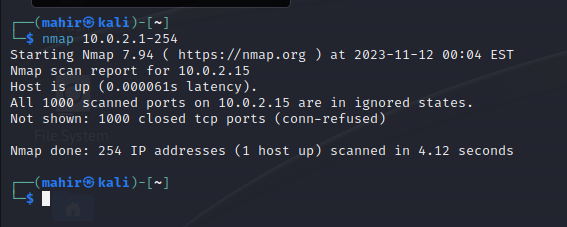 ┌──(mahir㉿kali)-[~]
└─$ nmap 10.0.2.1-254
Starting Nmap 7.94 ( https://nmap.org ) at 2023-11-12 00:04 EST
Nmap scan report for 10.0.2.15
Host is up (0.000061s latency).
All 1000 scanned ports on 10.0.2.15 are in ignored states.
Not shown: 1000 closed tcp ports (conn-refused)
File System
Nmap done: 254 IP addresses (1 host up) scanned in 4.12 seconds
┌──(mahir㉿kali)-[~]
└─$